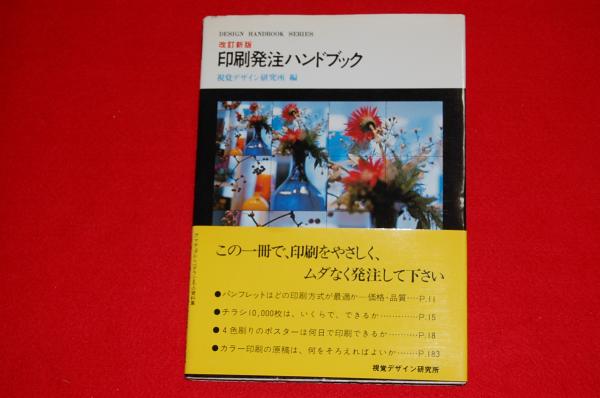 DESIGN HANDBOOK SERIES
改訂新版
印刷発注ハンドブック
視覚デザイン研究所 編
この一冊で、印刷をやさしく、
ムダなく発注して下さい
●パンフレットはどの印刷方式が最適か…価格・品質…P.11
●チラシ10,000枚は、いくらで、できるか…………P.15
●4色刷りのポスターは何日で印刷できるか…………P.18
●カラー印刷の原稿は、何をそろえればよいか………P.183
視覚デザイン研究所